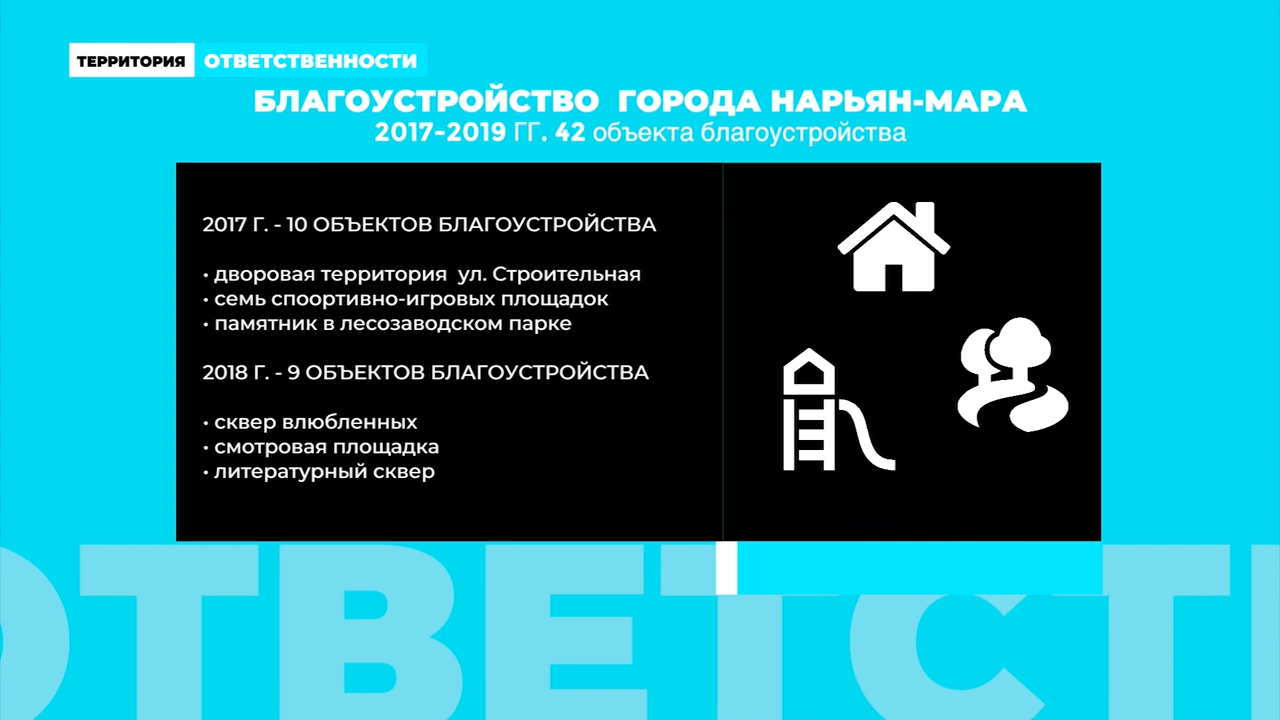 ТЕРРИТОРИЯ ОТВЕТСТВЕННОСТИ
БЛАГОУСТРОЙСТВО ГОРОДА НАРЬЯН-МАРА
2017-2019 ГГ. 42 объекта благоустройства
2017 Г. - 10 ОБЪЕКТОВ БЛАГОУСТРОЙСТВА
• дворовая территория ул. Строительная
• семь споортивно-игровых площадок
• памятник в лесозаводском парке
2018 Г. - 9 ОБЪЕКТОВ БЛАГОУСТРОЙСТВА
• сквер влюбленных
• смотровая площадка
• литературный сквер
ОТВЕТСТ